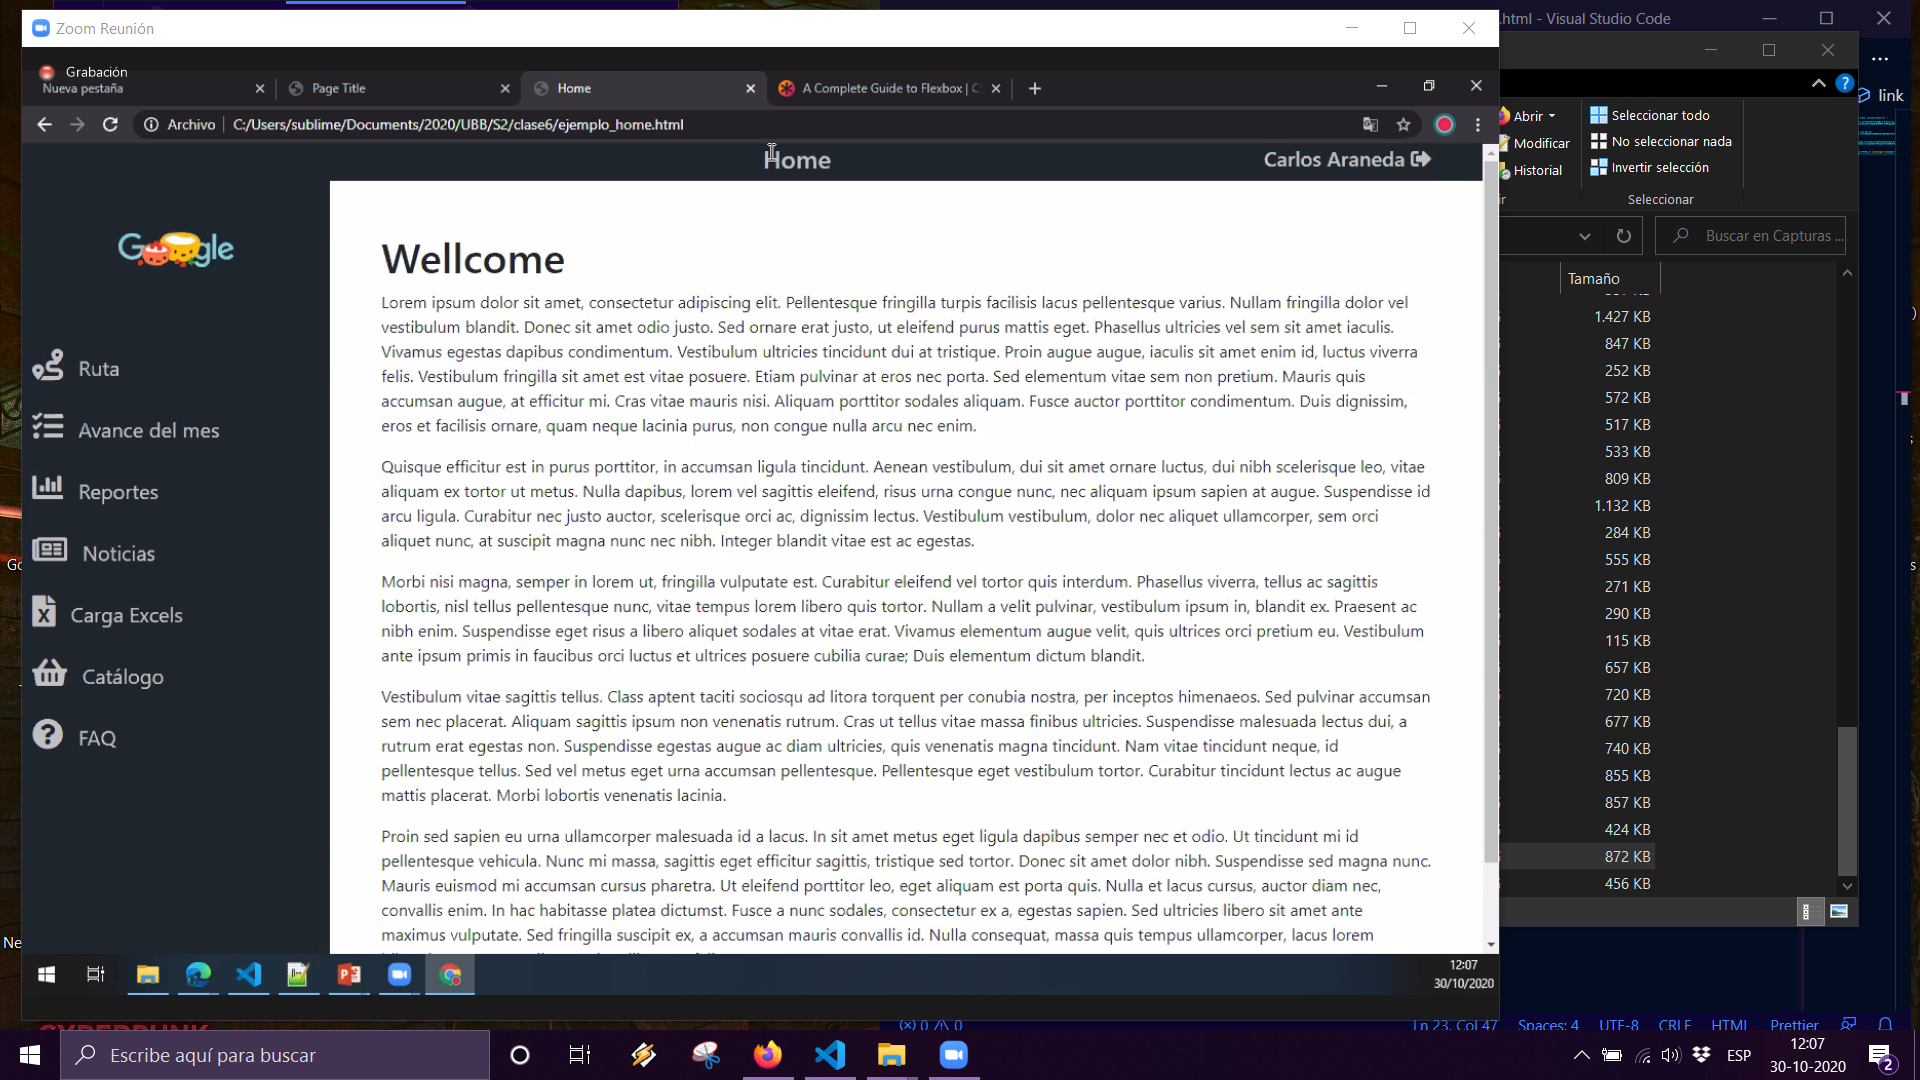 Zoom Reunión
.html - Visual Studio Code
Grabación
Nueva pestaña
Page Title
Home
A Complete Guide to Flexbox | C
Archivo
C:/Users/sublime/Documents/2020/UBB/S2/clase6/ejemplo_home.html
Home
Carlos Araneda
Google
Ruta
Avance del mes
Reportes
Noticias
Carga Excels
Catálogo
FAQ
Wellcome
Lorem ipsum dolor sit amet, consectetur adipiscing elit. Pellentesque fringilla turpis facilisis lacus pellentesque varius. Nullam fringilla dolor vel
vestibulum blandit. Donec sit amet odio justo. Sed ornare erat justo, ut eleifend purus mattis eget. Phasellus ultricies vel sem sit amet iaculis.
Vivamus egestas dapibus condimentum. Vestibulum ultricies tincidunt dui at tristique. Proin augue augue, iaculis sit amet enim id, luctus viverra
felis. Vestibulum fringilla sit amet est vitae posuere. Etiam pulvinar at eros nec porta. Sed elementum vitae sem non pretium. Mauris quis
accumsan augue, at efficitur mi. Cras vitae mauris nisi. Aliquam porttitor sodales aliquam. Fusce auctor porttitor condimentum. Duis dignissim,
eros et facilisis ornare, quam neque lacinia purus, non congue nulla arcu nec enim.
Quisque efficitur est in purus porttitor, in accumsan ligula tincidunt. Aenean vestibulum, dui sit amet ornare luctus, dui nibh scelerisque leo, vitae
aliquam ex tortor ut metus. Nulla dapibus, lorem vel sagittis eleifend, risus urna congue nunc, nec aliquam ipsum sapien at augue. Suspendisse id
arcu ligula. Curabitur nec justo auctor, scelerisque orci ac, dignissim lectus. Vestibulum vestibulum, dolor nec aliquet ullamcorper, sem orci
aliquet nunc, at suscipit magna nunc nec nibh. Integer blandit vitae est ac egestas.
Morbi nisi magna, semper in lorem ut, fringilla vulputate est. Curabitur eleifend vel tortor quis interdum. Phasellus viverra, tellus ac sagittis
lobortis, nisl tellus pellentesque nunc, vitae tempus lorem libero quis tortor. Nullam a velit pulvinar, vestibulum ipsum in, blandit ex. Praesent ac
nibh enim. Suspendisse eget risus a libero aliquet sodales at vitae erat. Vivamus elementum augue velit, quis ultrices orci pretium eu. Vestibulum
ante ipsum primis in faucibus orci luctus et ultrices posuere cubilia curae; Duis elementum dictum blandit.
Vestibulum vitae sagittis tellus. Class aptent taciti sociosqu ad litora torquent per conubia nostra, per inceptos himenaeos. Sed pulvinar accumsan
sem nec placerat. Aliquam sagittis ipsum non venenatis rutrum. Cras ut tellus vitae massa finibus ultricies. Suspendisse malesuada lectus dui, a
rutrum erat egestas non. Suspendisse egestas augue ac diam ultricies, quis venenatis magna tincidunt. Nam vitae tincidunt neque, id
pellentesque tellus. Sed vel metus eget urna accumsan pellentesque. Pellentesque eget vestibulum tortor. Curabitur tincidunt lectus ac augue
mattis placerat. Morbi lobortis venenatis lacinia.
Proin sed sapien eu urna ullamcorper malesuada id a lacus. In sit amet metus eget ligula dapibus semper nec et odio. Ut tincidunt mi id
pellentesque vehicula. Nunc mi massa, sagittis eget efficitur sagittis, tristique sed tortor. Donec sit amet dolor nibh. Suspendisse sed magna nunc.
Mauris euismod mi accumsan cursus pharetra. Ut eleifend porttitor leo, eget aliquam est porta quis. Nulla et lacus cursus, auctor diam nec,
convallis enim. In hac habitasse platea dictumst. Fusce a nunc sodales, consectetur ex a, egestas sapien. Sed ultricies libero sit amet ante
maximus vulputate. Sed fringilla suscipit ex, a accumsan mauris convallis id. Nulla consequat, massa quis tempus ullamcorper, lacus lorem
12:07
30/10/2020
link
Abrir
Modificar
Historial
Seleccionar todo
No seleccionar nada
Invertir selección
Seleccionar
Buscar en Capturas ...
Tamaño
1.427 KB
847 KB
252 KB
572 KB
517 KB
533 KB
809 KB
1.132 KB
284 KB
555 KB
271 KB
290 KB
115 KB
657 KB
720 KB
677 KB
740 KB
855 KB
857 KB
424 KB
872 KB
456 KB
Go
Ne
CYBERPUNK
0 0
Ln 23, Col 47
Spaces: 4
UTF-8
CRLF
HTML
Prettier
Escribe aquí para buscar
ESP
12:07
30-10-2020
2